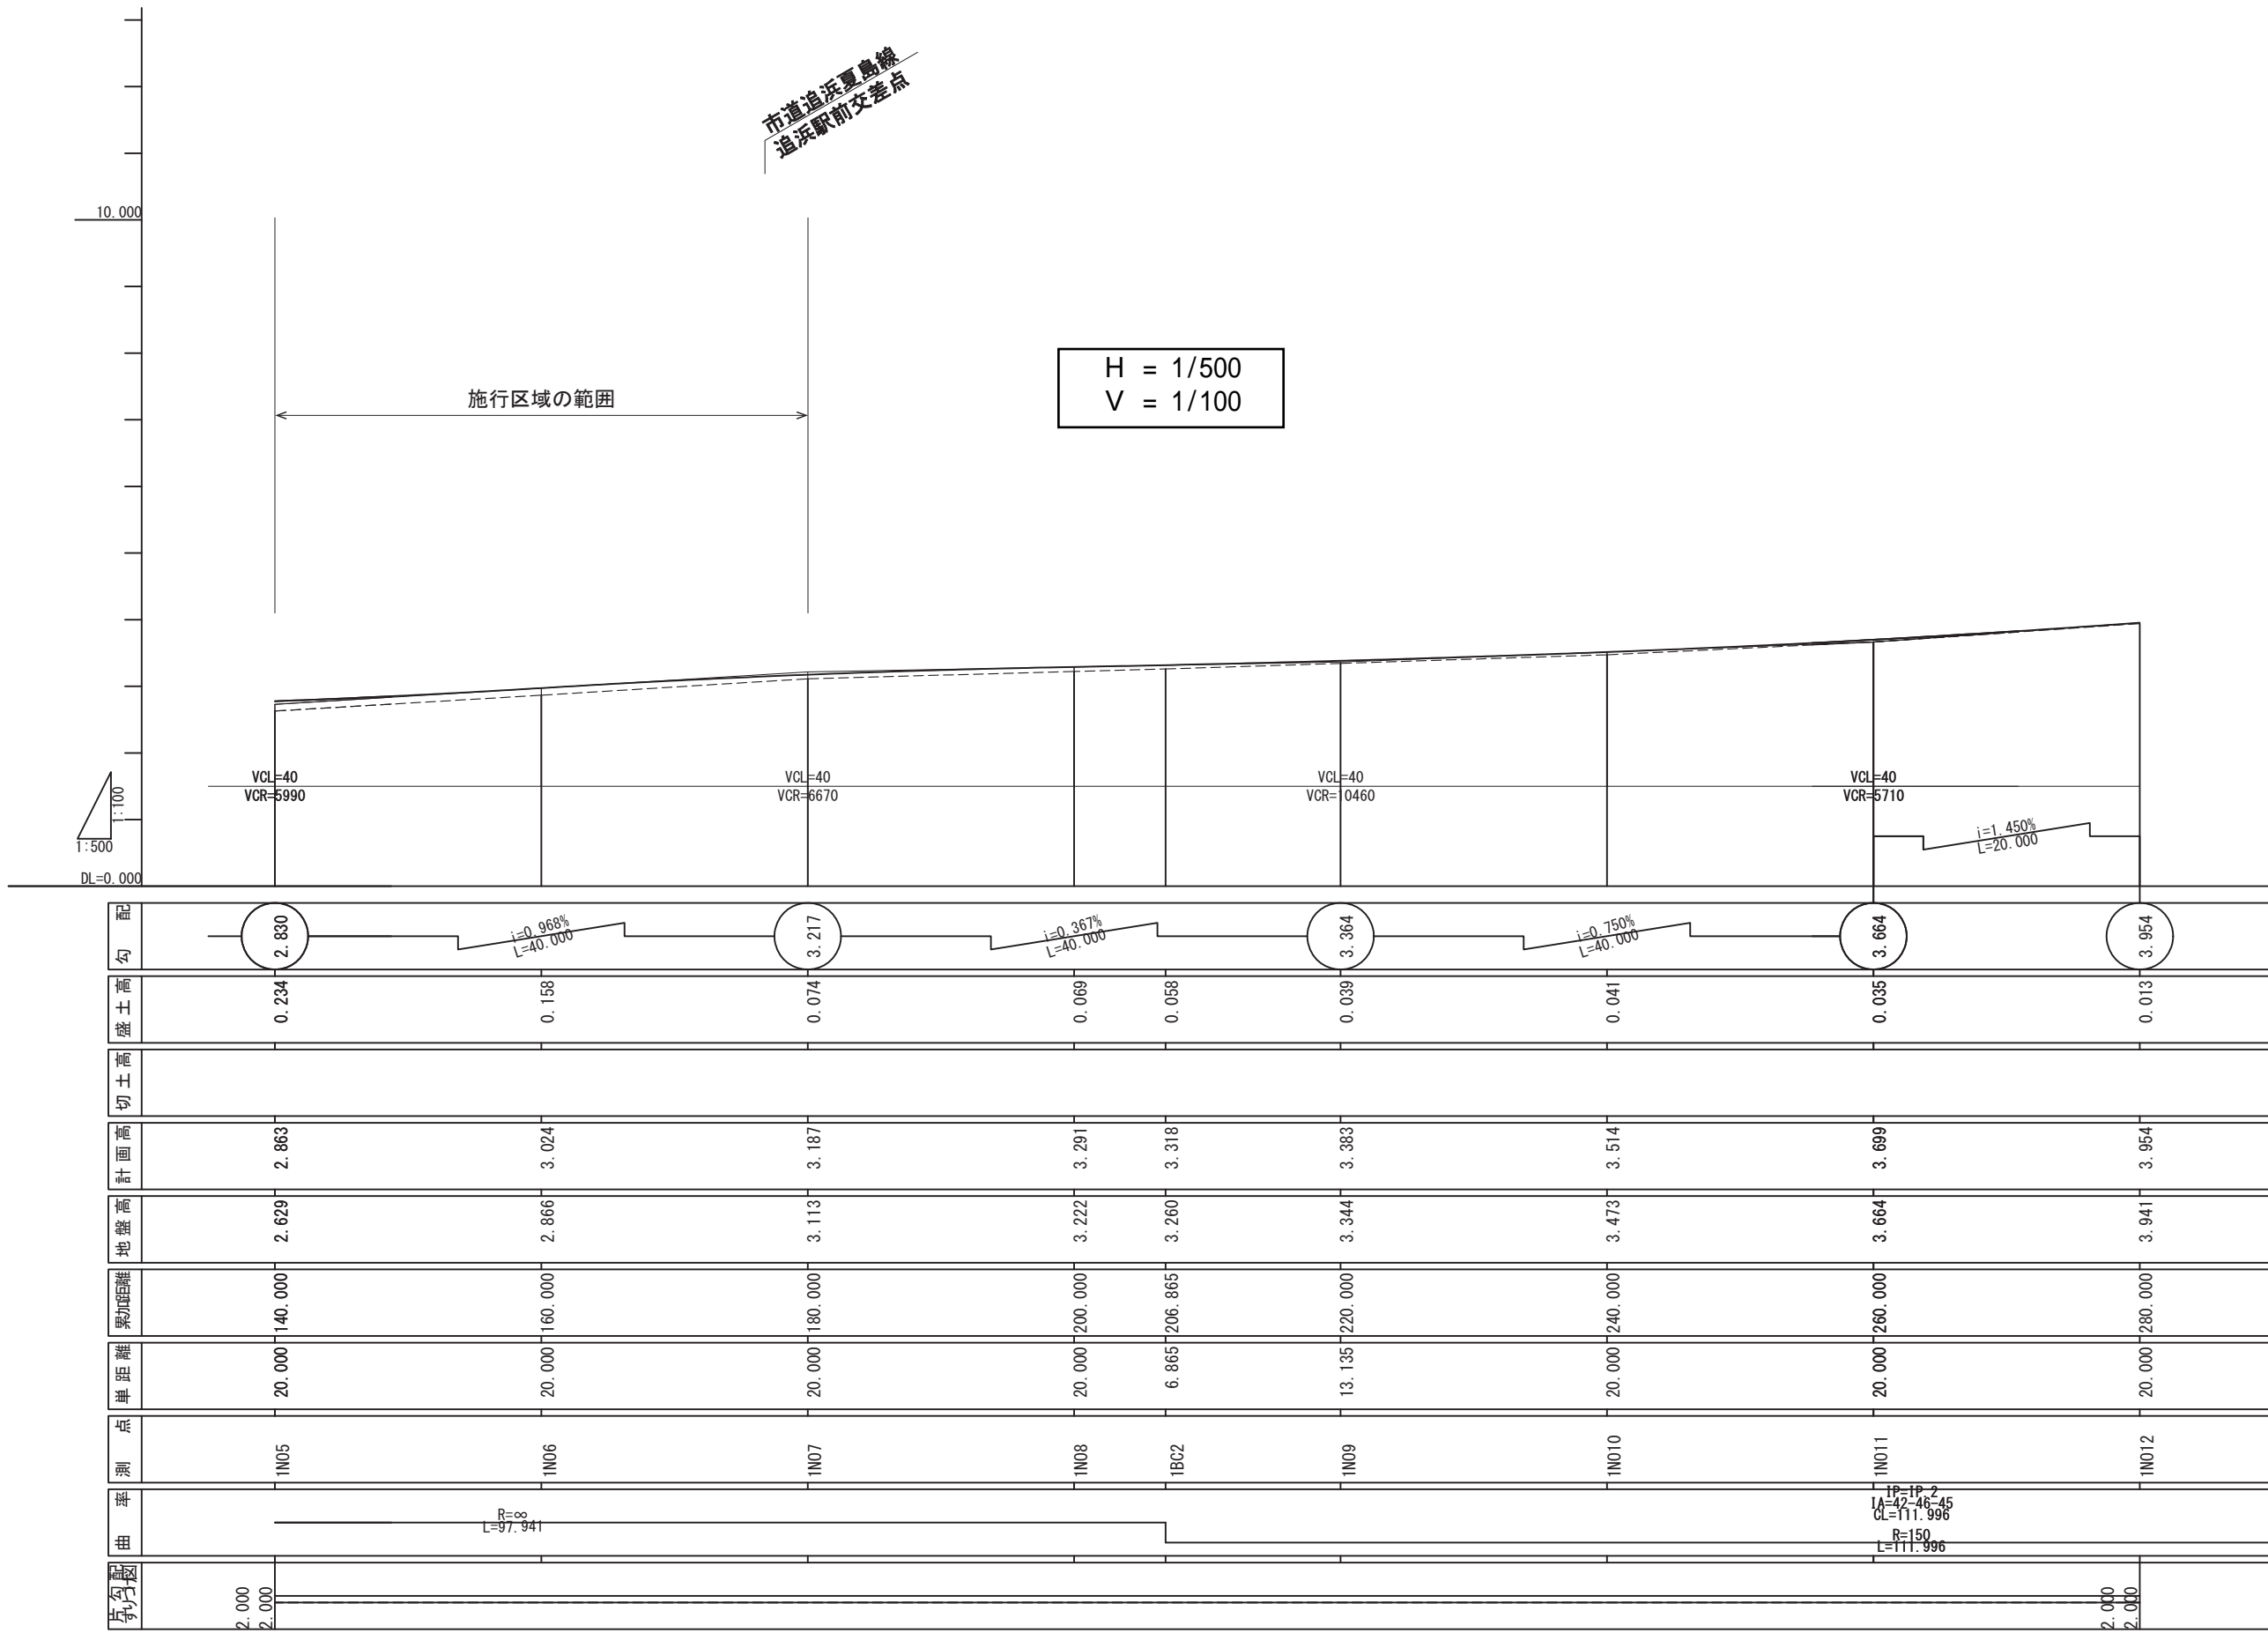 市道追浜夏島線
追浜駅前交差点
10.000
施行区域の範囲
H = 1/500
V = 1/100
VCL=40 VCL=40 VCL=40 VCL=40
VCR=5990 VCR=6670 VCR=10460 VCR=5710
1:100
1:500
i=1.450%
L=20.000
DL=0.000
勾配 2.830 i=0.968% L=40.000 3.217 i=0.367% L=40.000 3.364 i=0.750% L=40.000 3.664 3.954
盛土高 0.234 0.158 0.074 0.069 0.058 0.039 0.041 0.035 0.013
切土高
計画高 2.863 3.024 3.187 3.291 3.318 3.383 3.514 3.699 3.954
地盤高 2.629 2.866 3.113 3.222 3.260 3.344 3.473 3.664 3.941
累加距離 140.000 160.000 180.000 200.000 206.865 220.000 240.000 260.000 280.000
単距離 20.000 20.000 20.000 20.000 6.865 13.135 20.000 20.000 20.000
測点 1NO5 1NO6 1NO7 1NO8 1BC2 1NO9 1NO10 1NO11 1NO12
曲率
R=∞
L=97.941
IP=IP.2
IA=42-46-45
CL=111.996
R=150
L=111.996
片勾配
すりつけ図
2.000
2.000
2.000
2.000